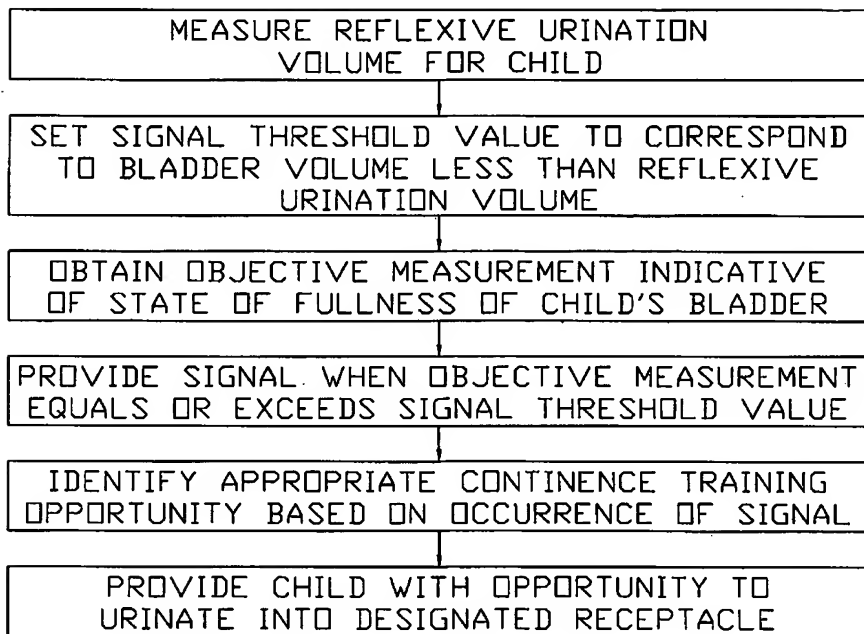 MEASURE REFLEXIVE URINATION
VOLUME FOR CHILD
SET SIGNAL THRESHOLD VALUE TO CORRESPOND
TO BLADDER VOLUME LESS THAN REFLEXIVE
URINATION VOLUME
OBTAIN OBJECTIVE MEASUREMENT INDICATIVE
OF STATE OF FULLNESS OF CHILD'S BLADDER
PROVIDE SIGNAL WHEN OBJECTIVE MEASUREMENT
EQUALS OR EXCEEDS SIGNAL THRESHOLD VALUE
IDENTIFY APPROPRIATE CONTINENCE TRAINING
OPPORTUNITY BASED ON OCCURRENCE OF SIGNAL
PROVIDE CHILD WITH OPPORTUNITY TO
URINATE INTO DESIGNATED RECEPTACLE